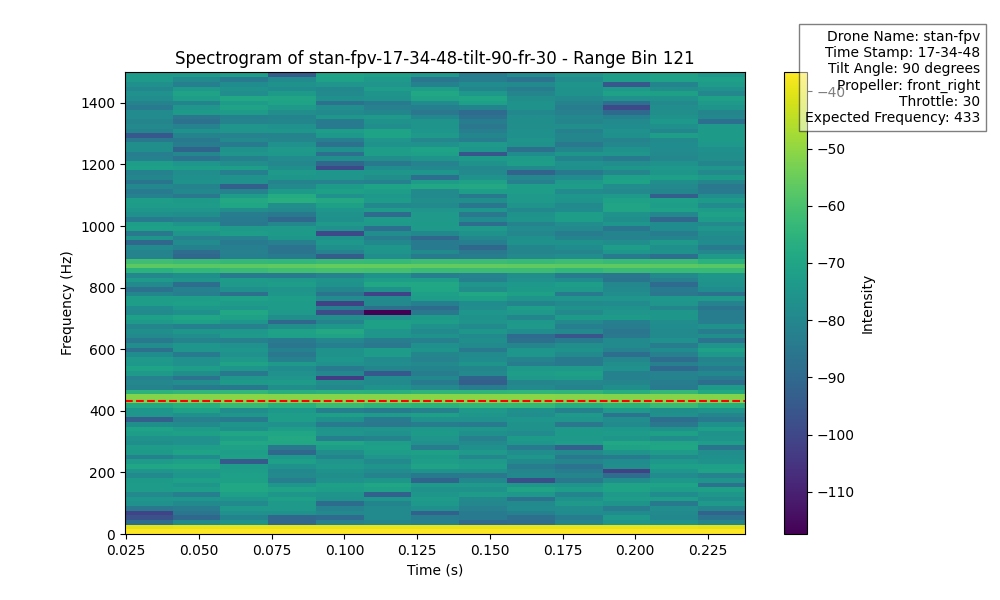 Spectrogram of stan-fpv-17-34-48-tilt-90-fr-30 - Range Bin 121
Drone Name: stan-fpv
Time Stamp: 17-34-48
Tilt Angle: 90 degrees
Propeller: front_right
Throttle: 30
Expected Frequency: 433
Frequency (Hz)
1400
1200
1000
800
600
400
200
0
0.025
0.050
0.075
0.100
0.125
0.150
0.175
0.200
0.225
Time (s)
−40
−50
−60
−70
−80
−90
−100
−110
Intensity